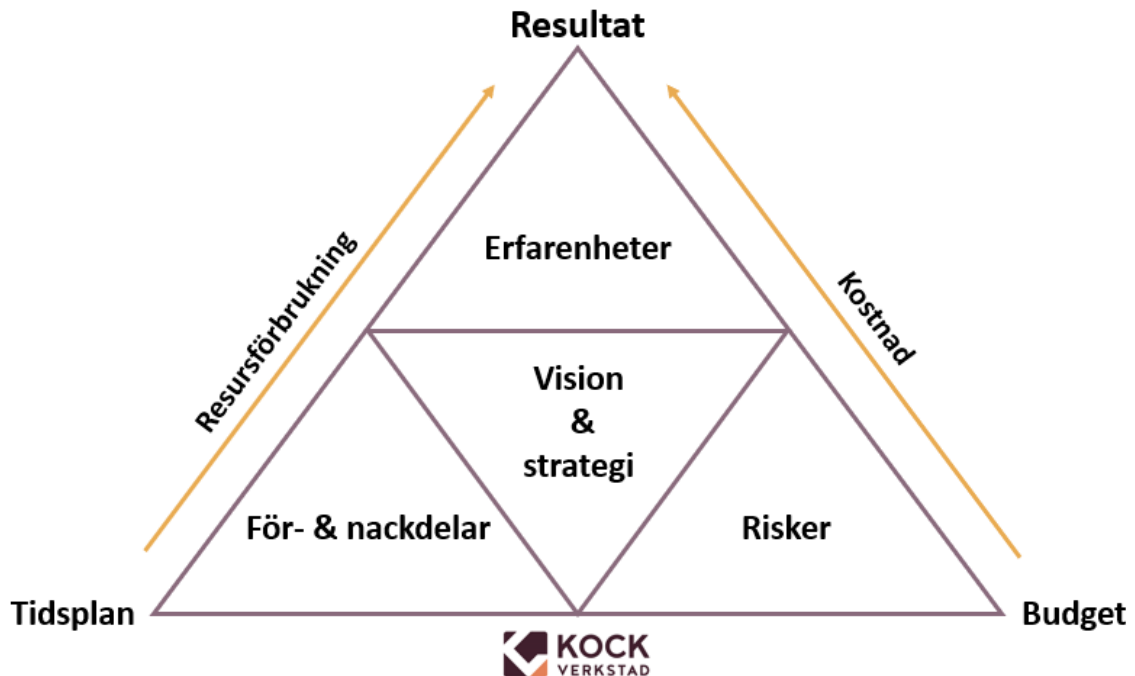 Resultat
Resursförbrukning
Kostnad
Erfarenheter
Vision
&
strategi
För- & nackdelar
Risker
Tidsplan
Budget
KOCK
VERKSTAD